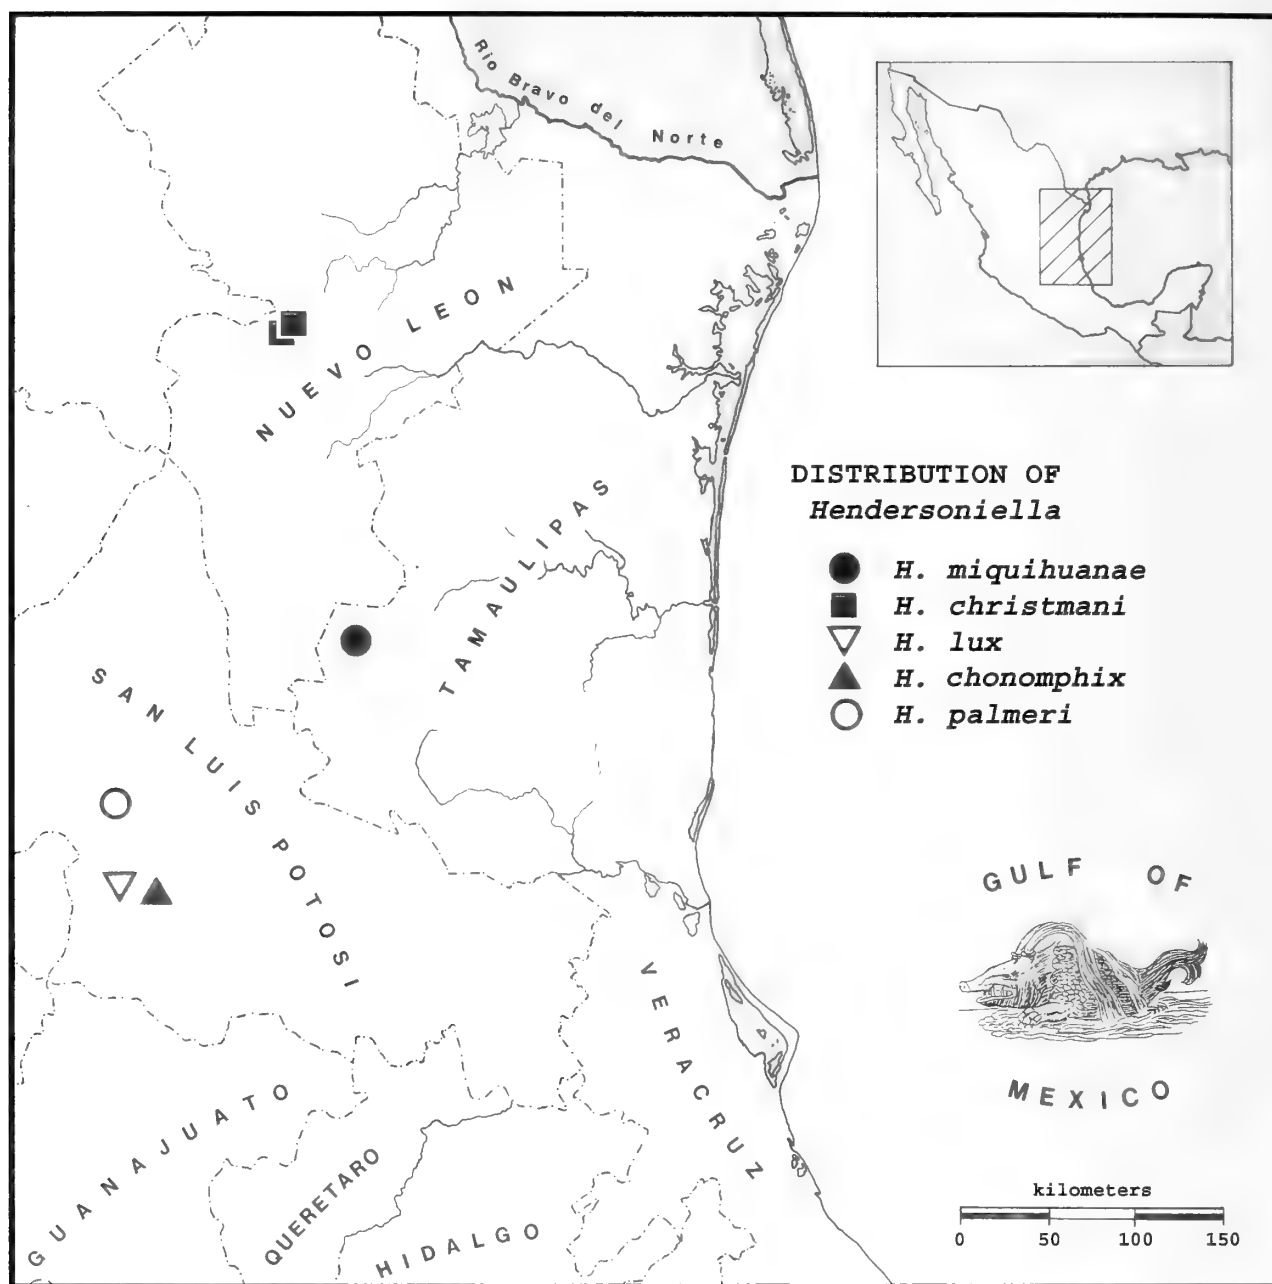 Rio Bravo del Norte
NUEVO LEON
DISTRIBUTION OF
Hendersoniella
H. miquihuanae
H. christmani
H. lux
H. chonomphix
H. palmeri
TAMAULIPAS
SAN LUIS POTOSI
GULF OF
MEXICO
VERACRUZ
GUANAJUATO
QUERETARO
HIDALGO
kilometers
0 50 100 150